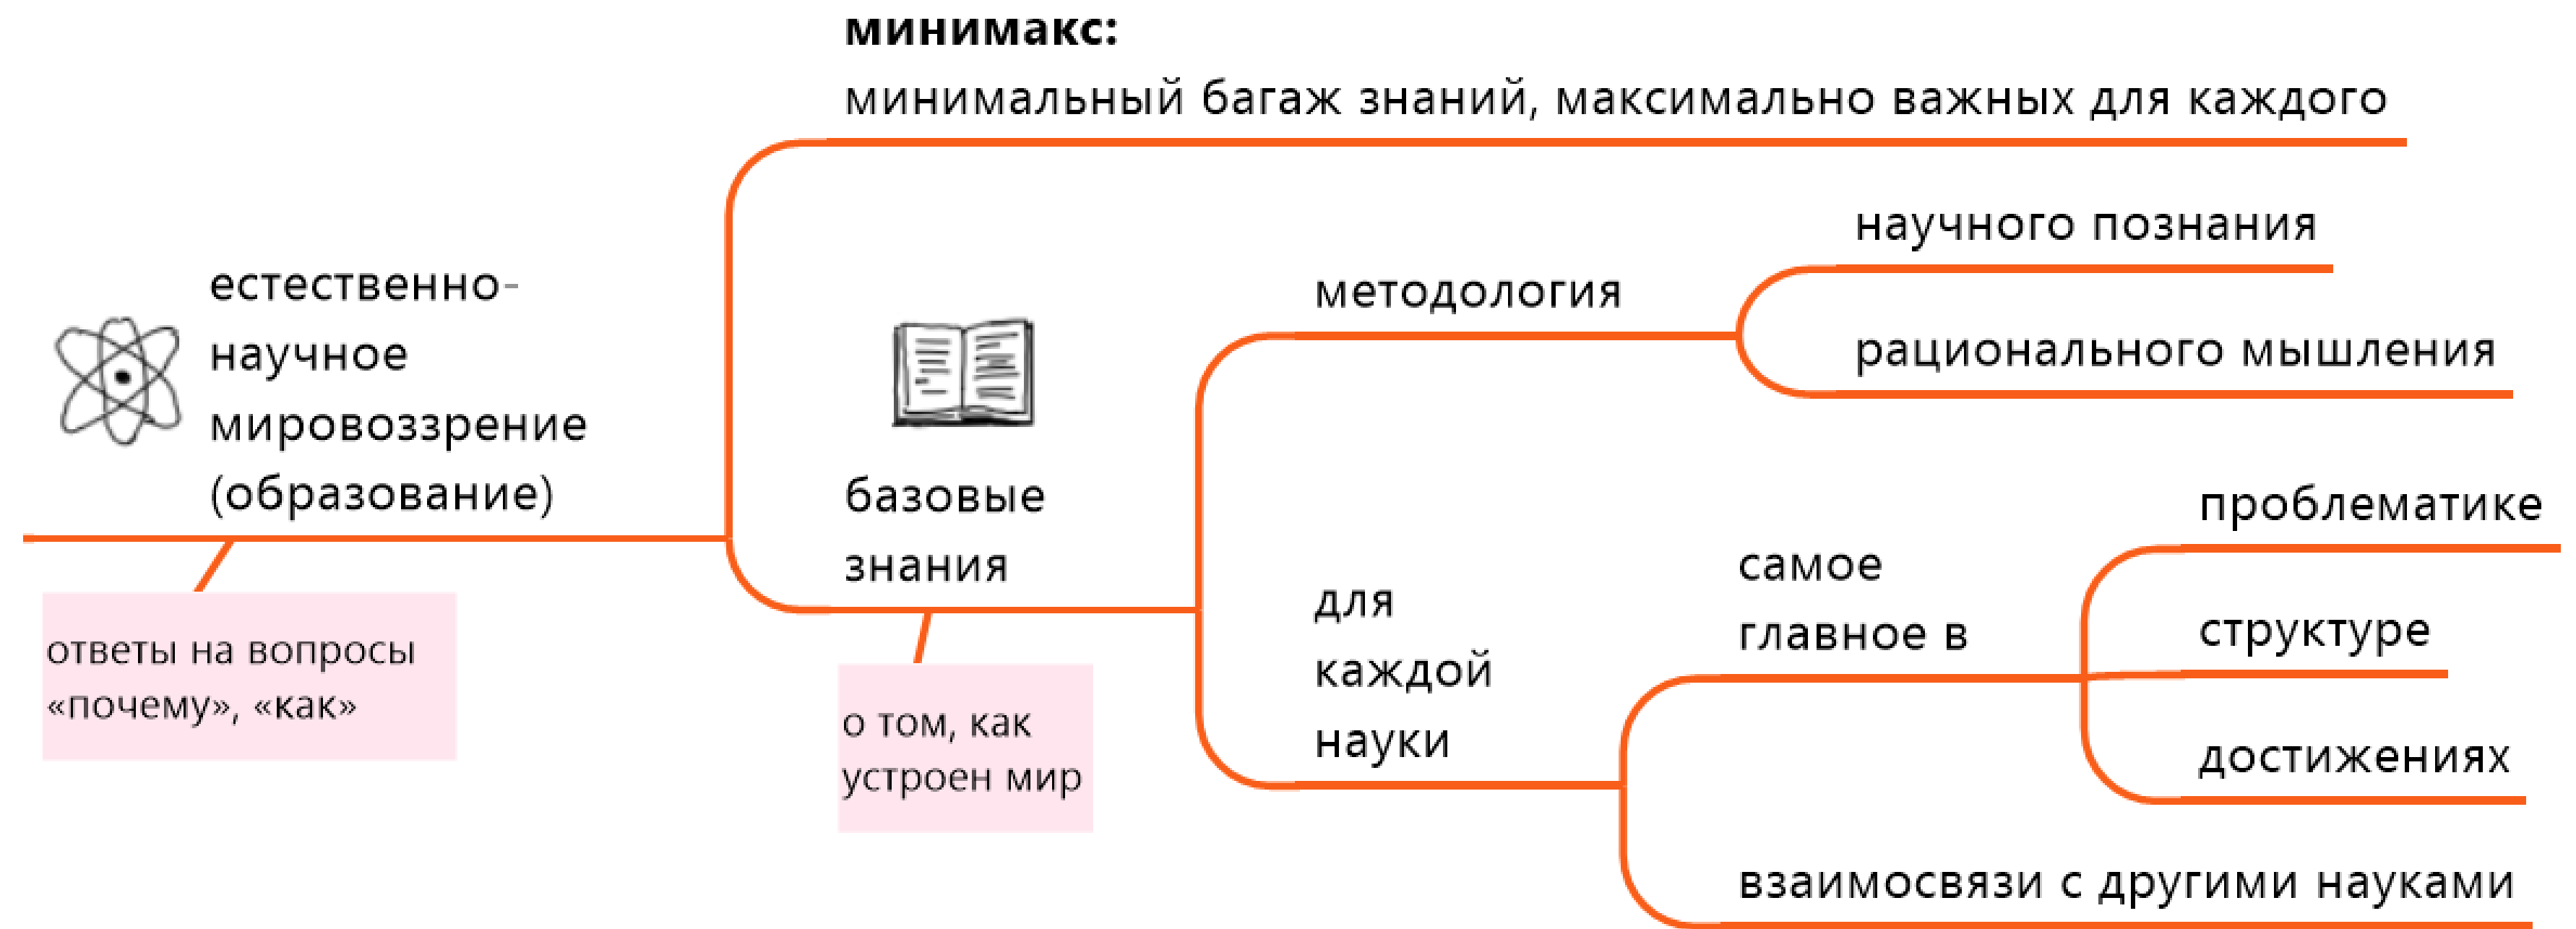 минимакс:
минимальный багаж знаний, максимально важных для каждого
естественно-
научное
мировоззрение
(образование)
ответы на вопросы
«почему», «как»
базовые
знания
о том, как
устроен мир
методология
научного познания
рационального мышления
для
каждой
науки
самое
главное в
проблематике
структуре
достижениях
взаимосвязи с другими науками